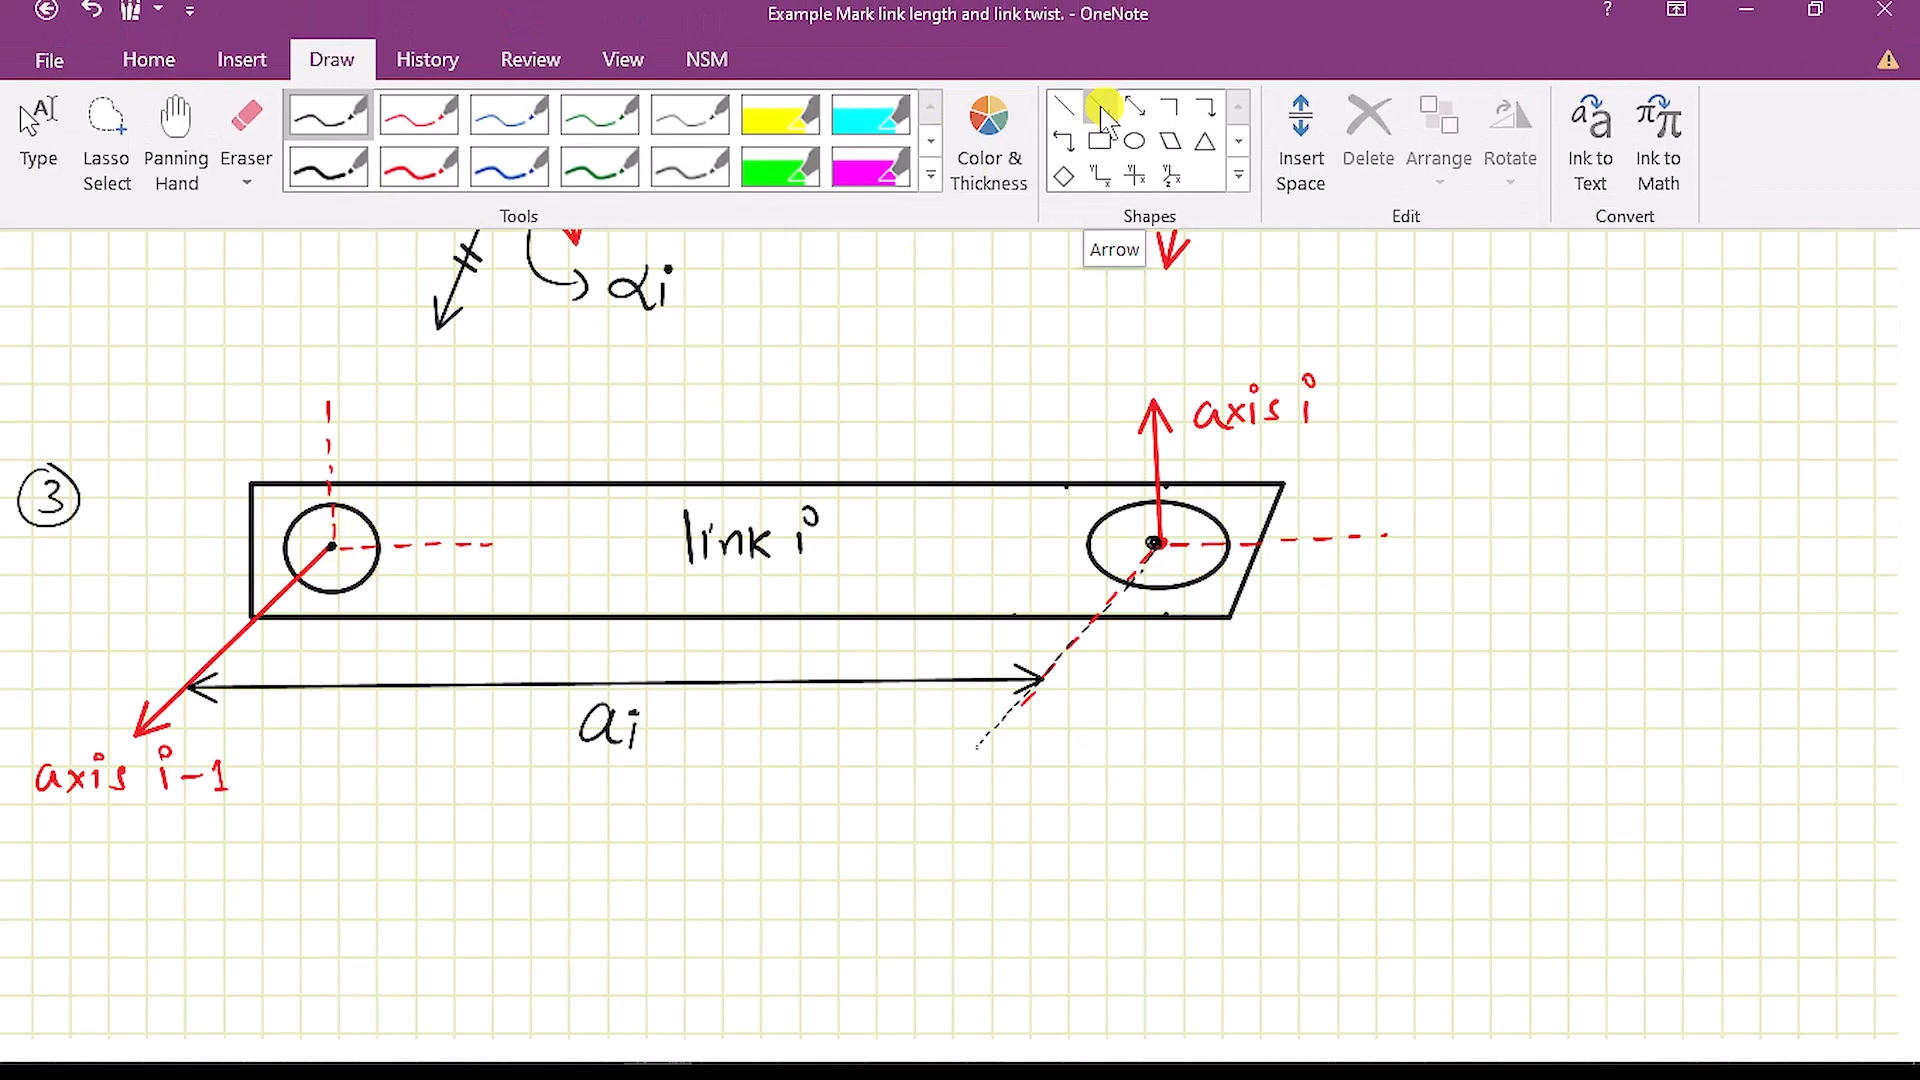 Example Mark link length and link twist. - OneNote
?
File Home Insert Draw History Review View NSM
Type
Lasso Select
Panning Hand
Eraser
Color & Thickness
Insert Space
Delete
Arrange
Rotate
Ink to Text
Ink to Math
Tools
Shapes
Edit
Convert
Arrow
αi
axis i
3
link i
ai
axis i-1